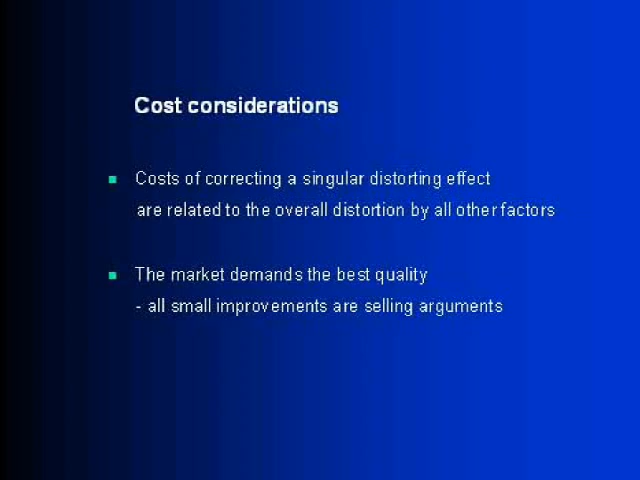 Cost considerations
Costs of correcting a singular distorting effect
are related to the overall distortion by all other factors
The market demands the best quality
- all small improvements are selling arguments